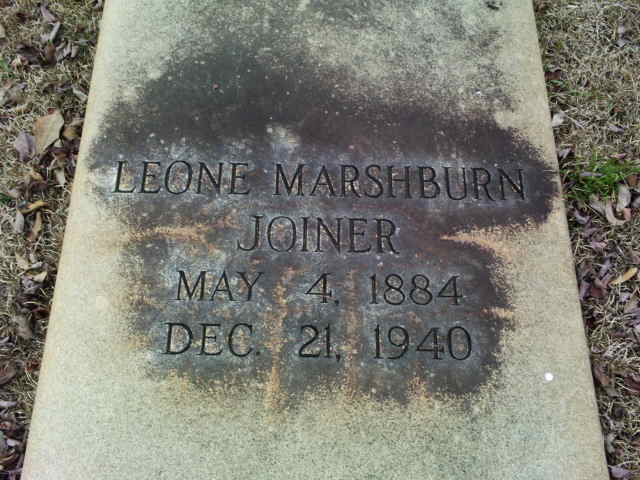 LEONE MARSHBURN
JOINER
MAY 4, 1884
DEC. 21, 1940